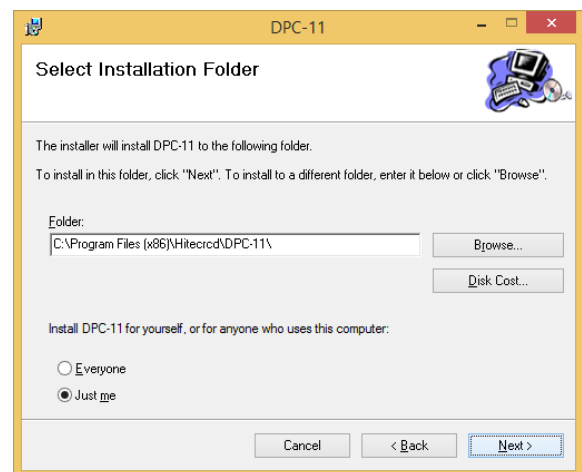 DPC-11
Select Installation Folder
The installer will install DPC-11 to the following folder.
To install in this folder, click "Next". To install to a different folder, enter it below or click "Browse".
Folder:
C:\Program Files (x86)\Hitecrcd\DPC-11\
Browse...
Disk Cost...
Install DPC-11 for yourself, or for anyone who uses this computer:
Everyone
Just me
Cancel
< Back
Next >